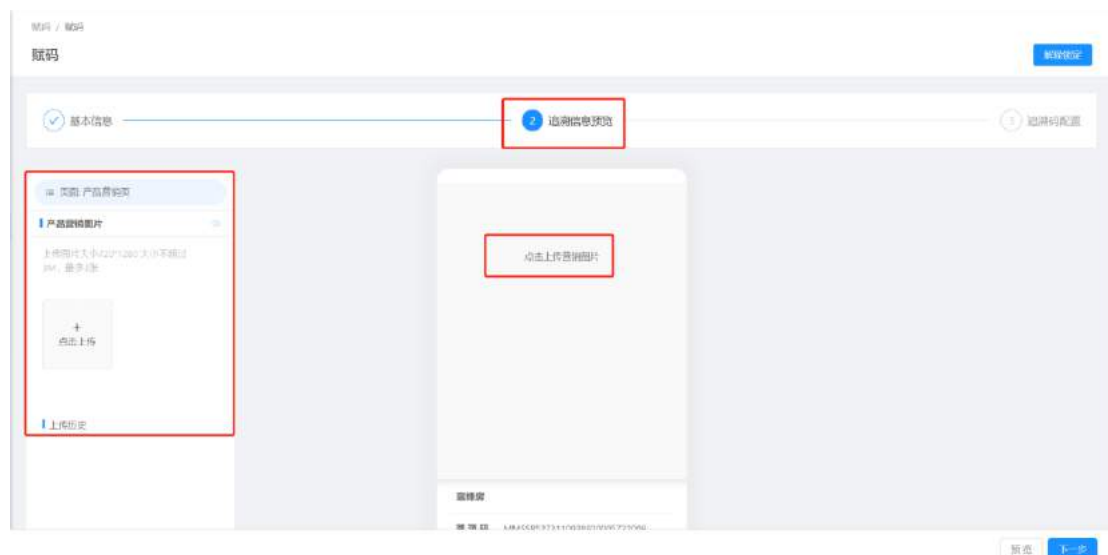 赋码 / 赋码
赋码
解除锁定
基本信息
2 追溯信息预览
3 追溯码配置
页面:产品营销页
产品营销图片
点击上传营销图片
+
点击上传
上传历史
追溯码
预览
下一步